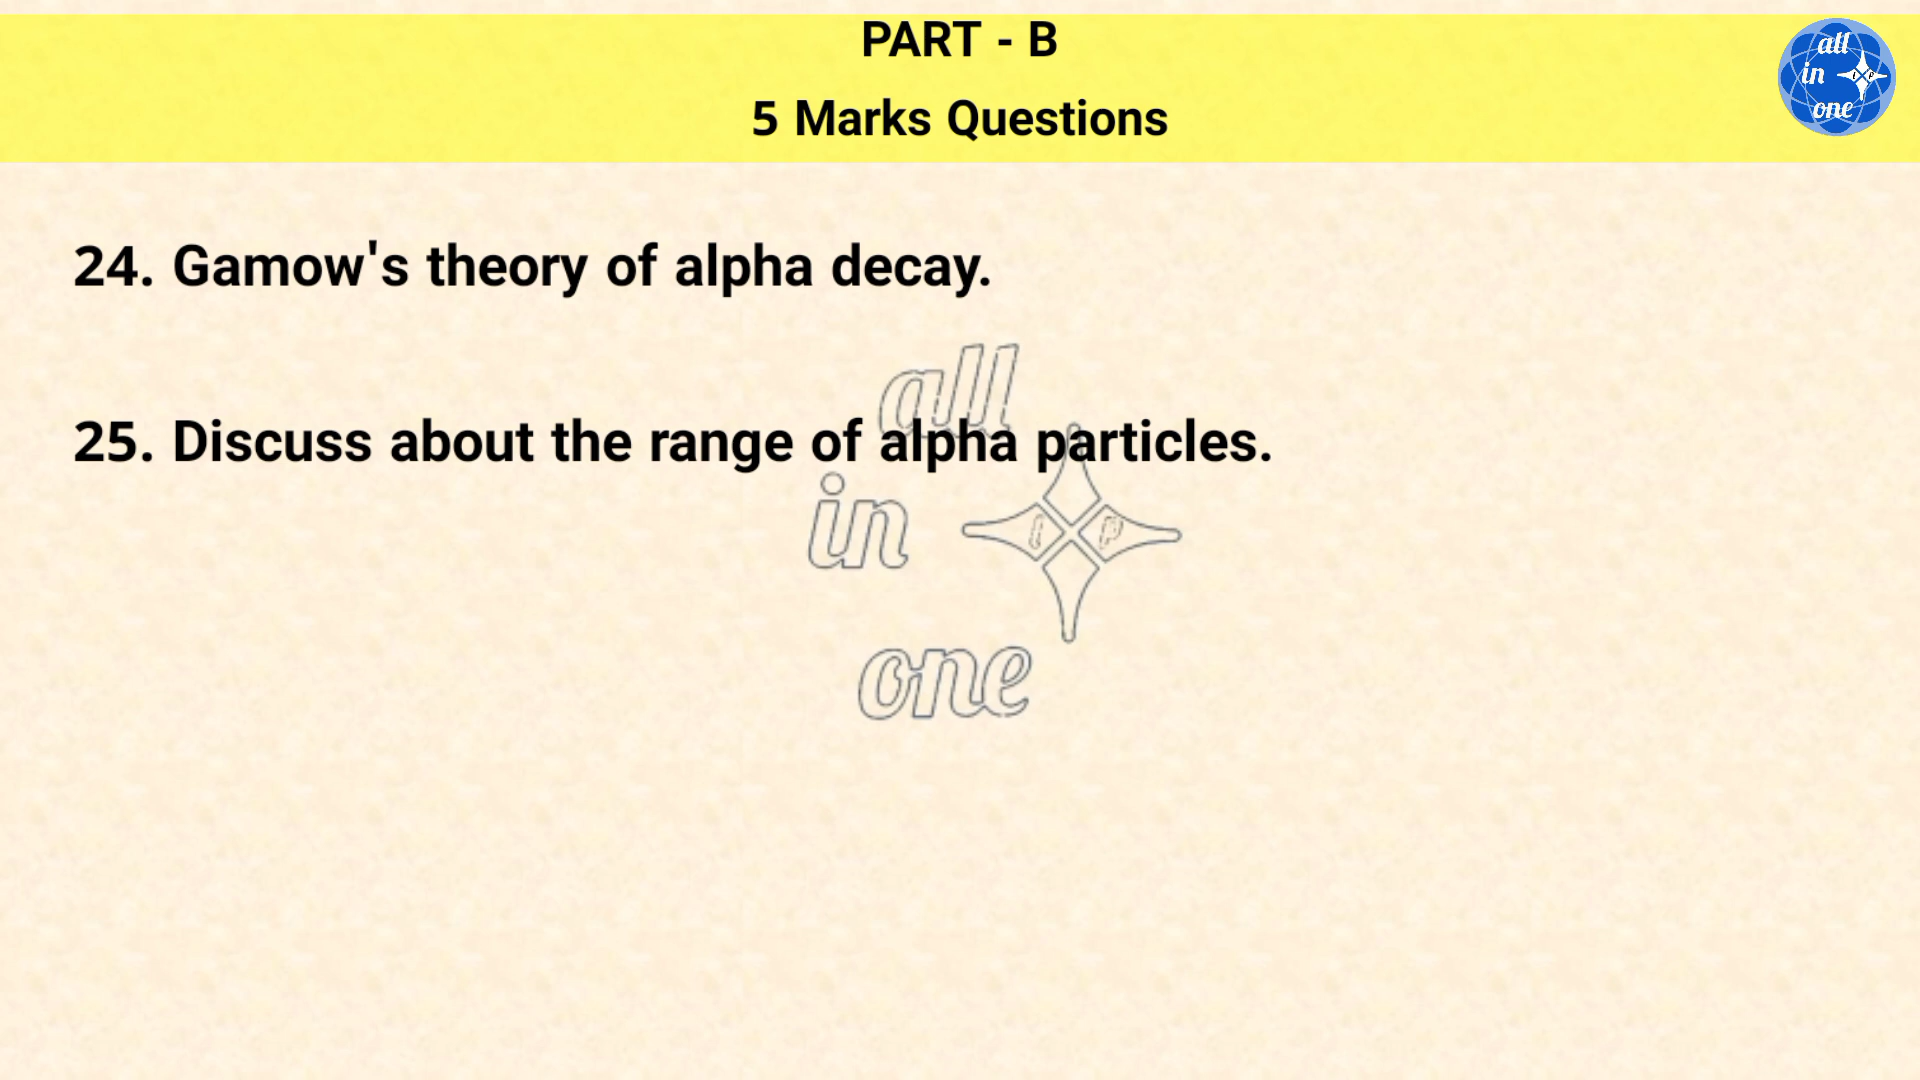 PART - B
5 Marks Questions
all
in
one
24. Gamow's theory of alpha decay.
25. Discuss about the range of alpha particles.
all
in
I P
one